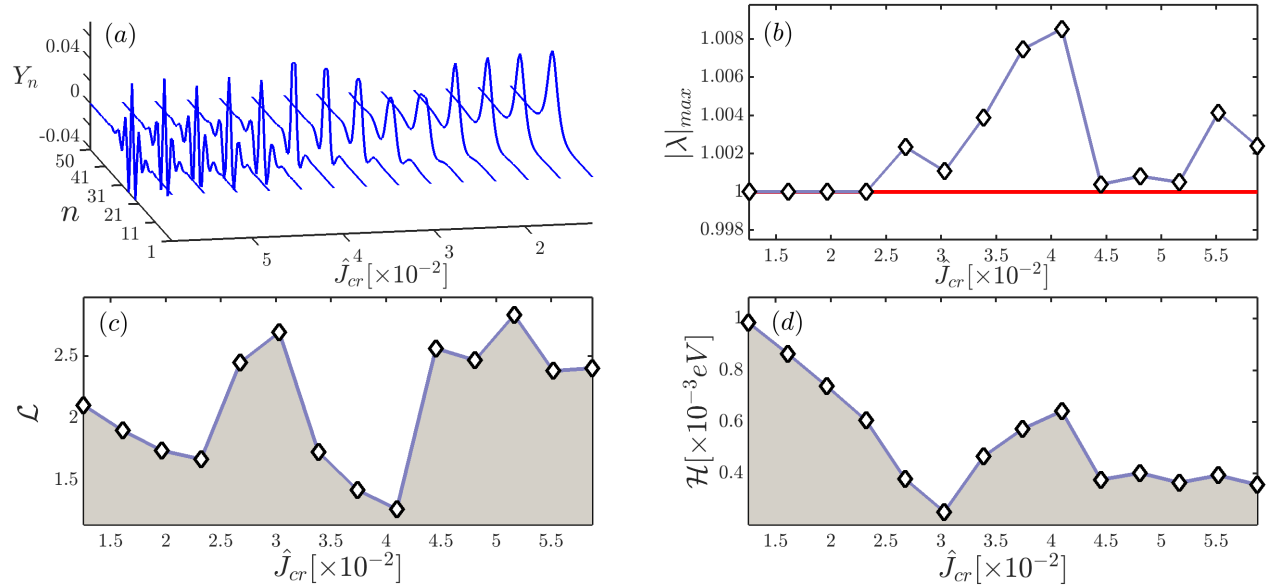 (a)
0.04
Y_n
0
-0.04
50
41
31
n
21
11
1
5
4
3
2
Ĵ_cr[×10⁻²]
(b)
1.008
1.006
|λ|_max
1.004
1.002
1
0.998
1.5 2 2.5 3 3.5 4 4.5 5 5.5
Ĵ_cr[×10⁻²]
(c)
2.5
ℒ
2
1.5
1.5 2 2.5 3 3.5 4 4.5 5 5.5
Ĵ_cr[×10⁻²]
(d)
1
0.8
ℋ[×10⁻³eV]
0.6
0.4
1.5 2 2.5 3 3.5 4 4.5 5 5.5
Ĵ_cr[×10⁻²]